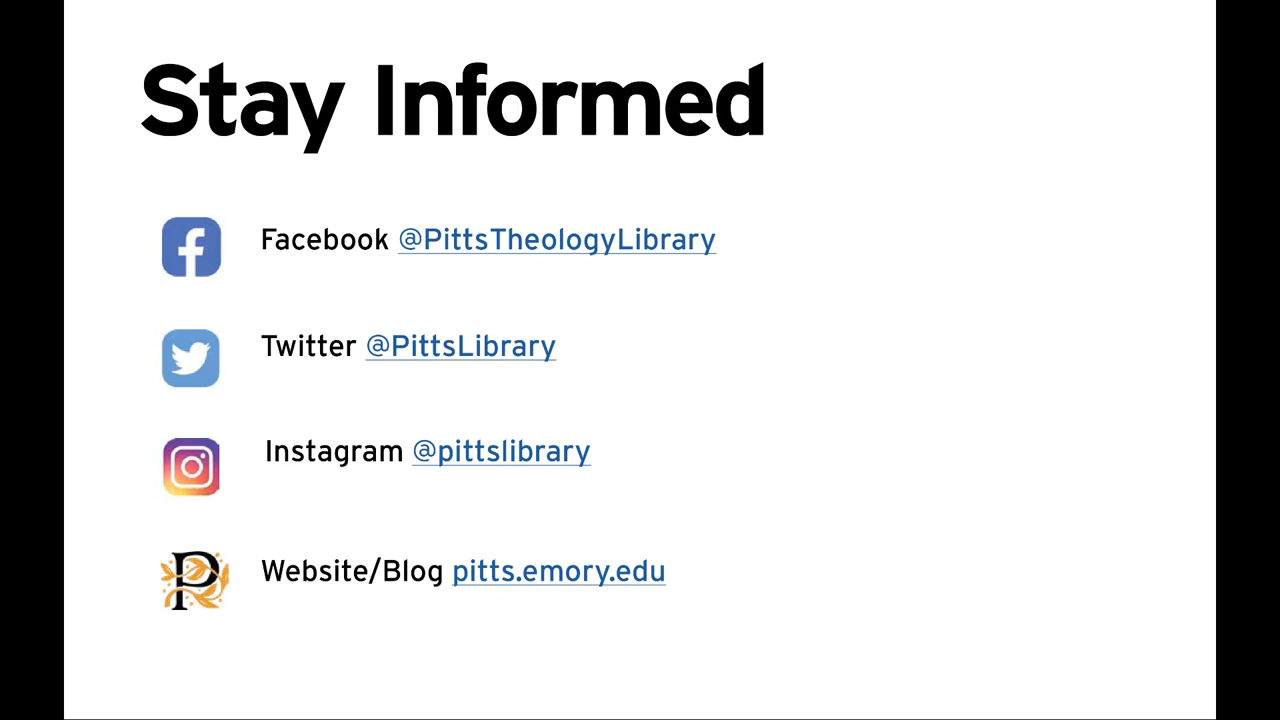 Stay Informed
Facebook @PittsTheologyLibrary
Twitter @PittsLibrary
Instagram @pittslibrary
Website/Blog pitts.emory.edu